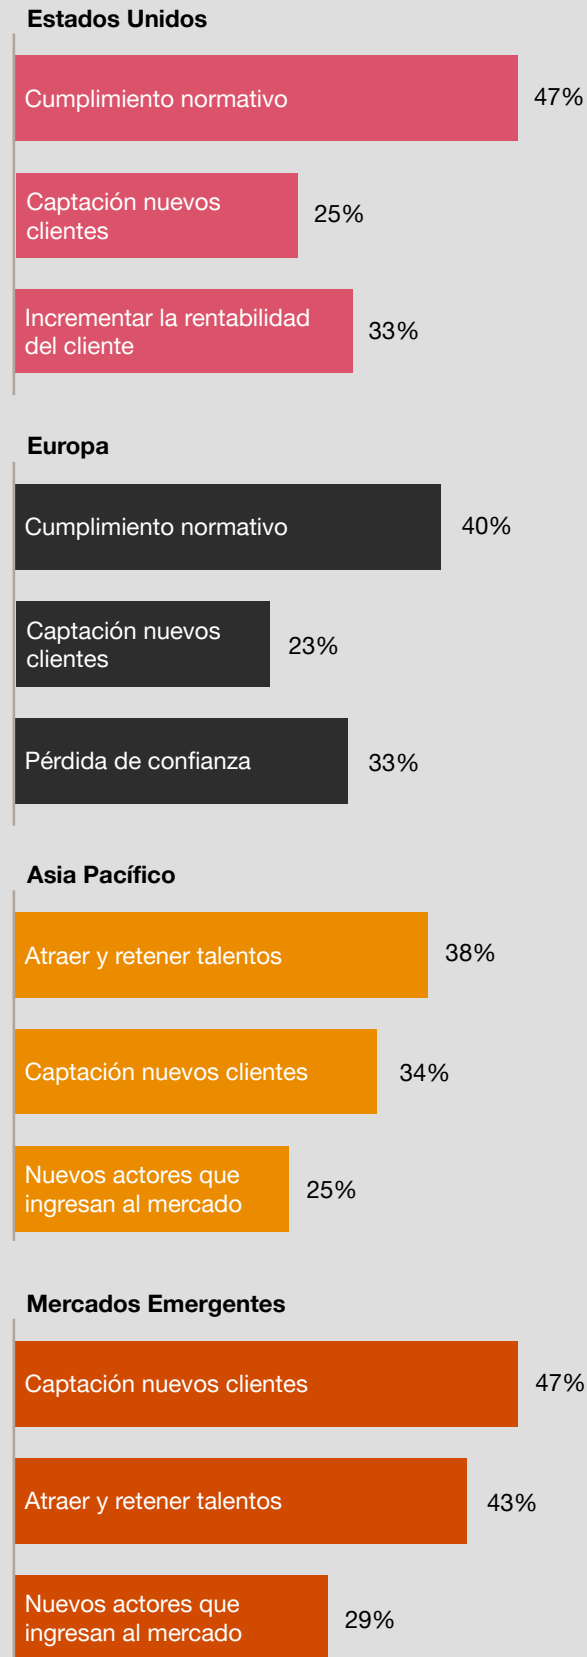 Estados Unidos
Cumplimiento normativo
47%
Captación nuevos
clientes
25%
Incrementar la rentabilidad
del cliente
33%
Europa
Cumplimiento normativo
40%
Captación nuevos
clientes
23%
Pérdida de confianza
33%
Asia Pacífico
Atraer y retener talentos
38%
Captación nuevos clientes
34%
Nuevos actores que
ingresan al mercado
25%
Mercados Emergentes
Captación nuevos clientes
47%
Atraer y retener talentos
43%
Nuevos actores que
ingresan al mercado
29%